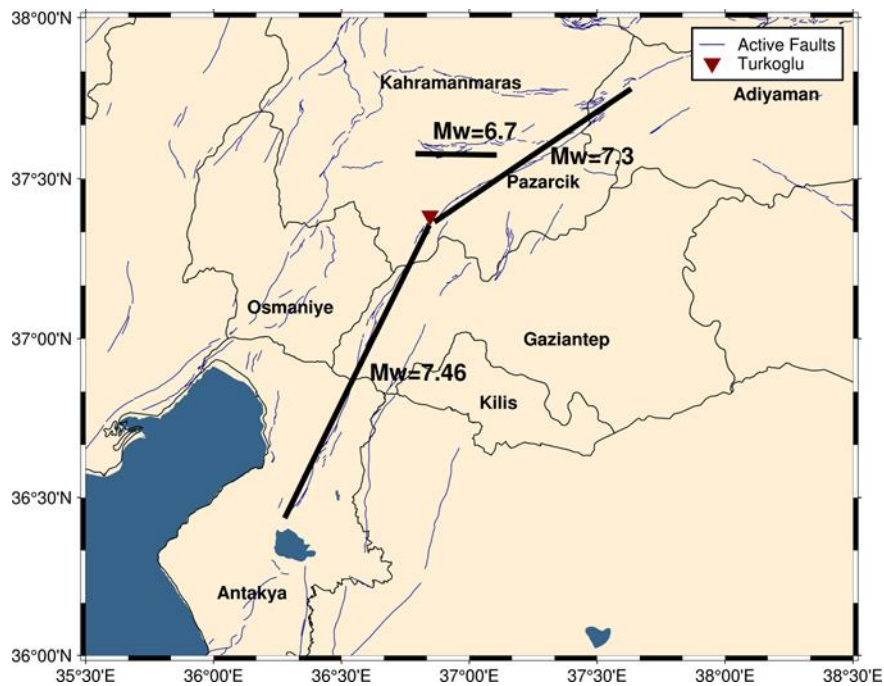 38°00'N
Active Faults
Turkoglu
Kahramanmaras
Adiyaman
Mw=6.7
Mw=7.3
37°30'N
Pazarcik
Osmaniye
37°00'N
Gaziantep
Mw=7.46
Kilis
36°30'N
Antakya
36°00'N
35°30'E
36°00'E
36°30'E
37°00'E
37°30'E
38°00'E
38°30'E